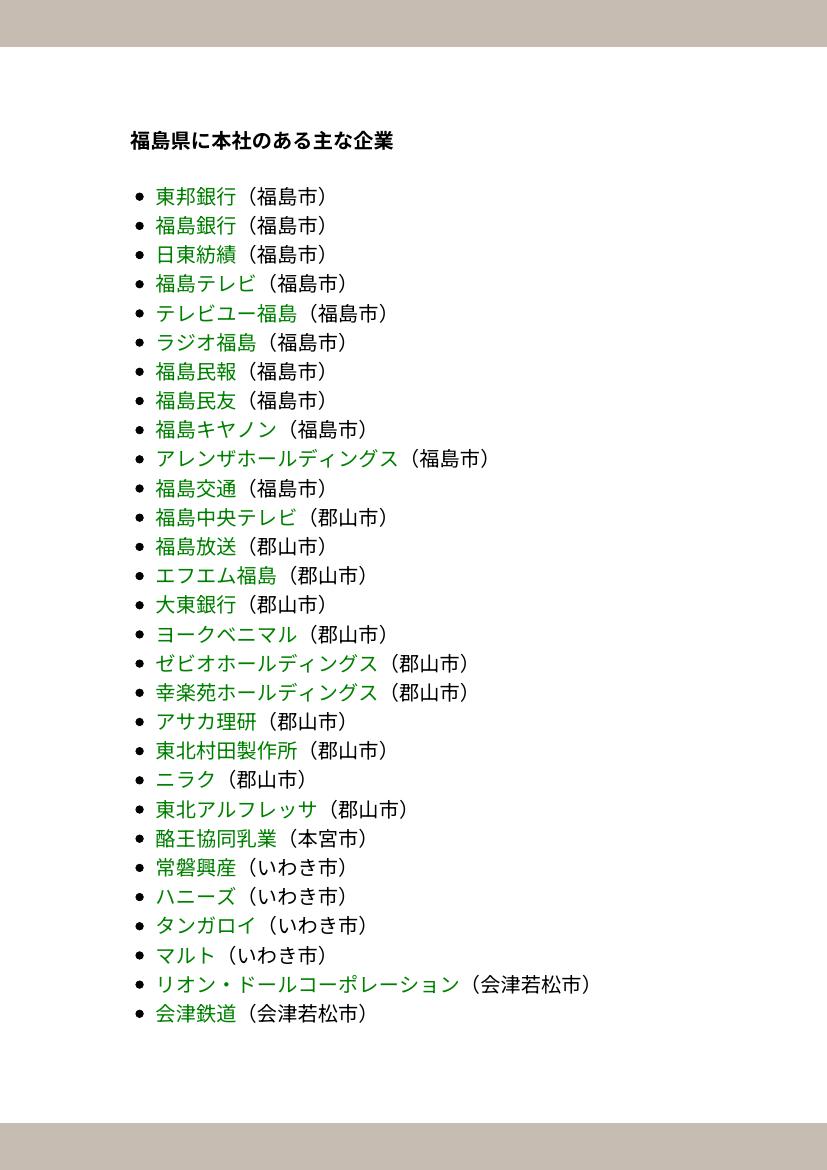 福島県に本社のある主な企業
• 東邦銀行（福島市）
• 福島銀行（福島市）
• 日東紡績（福島市）
• 福島テレビ（福島市）
• テレビユー福島（福島市）
• ラジオ福島（福島市）
• 福島民報（福島市）
• 福島民友（福島市）
• 福島キヤノン（福島市）
• アレンザホールディングス（福島市）
• 福島交通（福島市）
• 福島中央テレビ（郡山市）
• 福島放送（郡山市）
• エフエム福島（郡山市）
• 大東銀行（郡山市）
• ヨークベニマル（郡山市）
• ゼビオホールディングス（郡山市）
• 幸楽苑ホールディングス（郡山市）
• アサカ理研（郡山市）
• 東北村田製作所（郡山市）
• ニラク（郡山市）
• 東北アルフレッサ（郡山市）
• 酪王協同乳業（本宮市）
• 常磐興産（いわき市）
• ハニーズ（いわき市）
• タンガロイ（いわき市）
• マルト（いわき市）
• リオン・ドールコーポレーション（会津若松市）
• 会津鉄道（会津若松市）